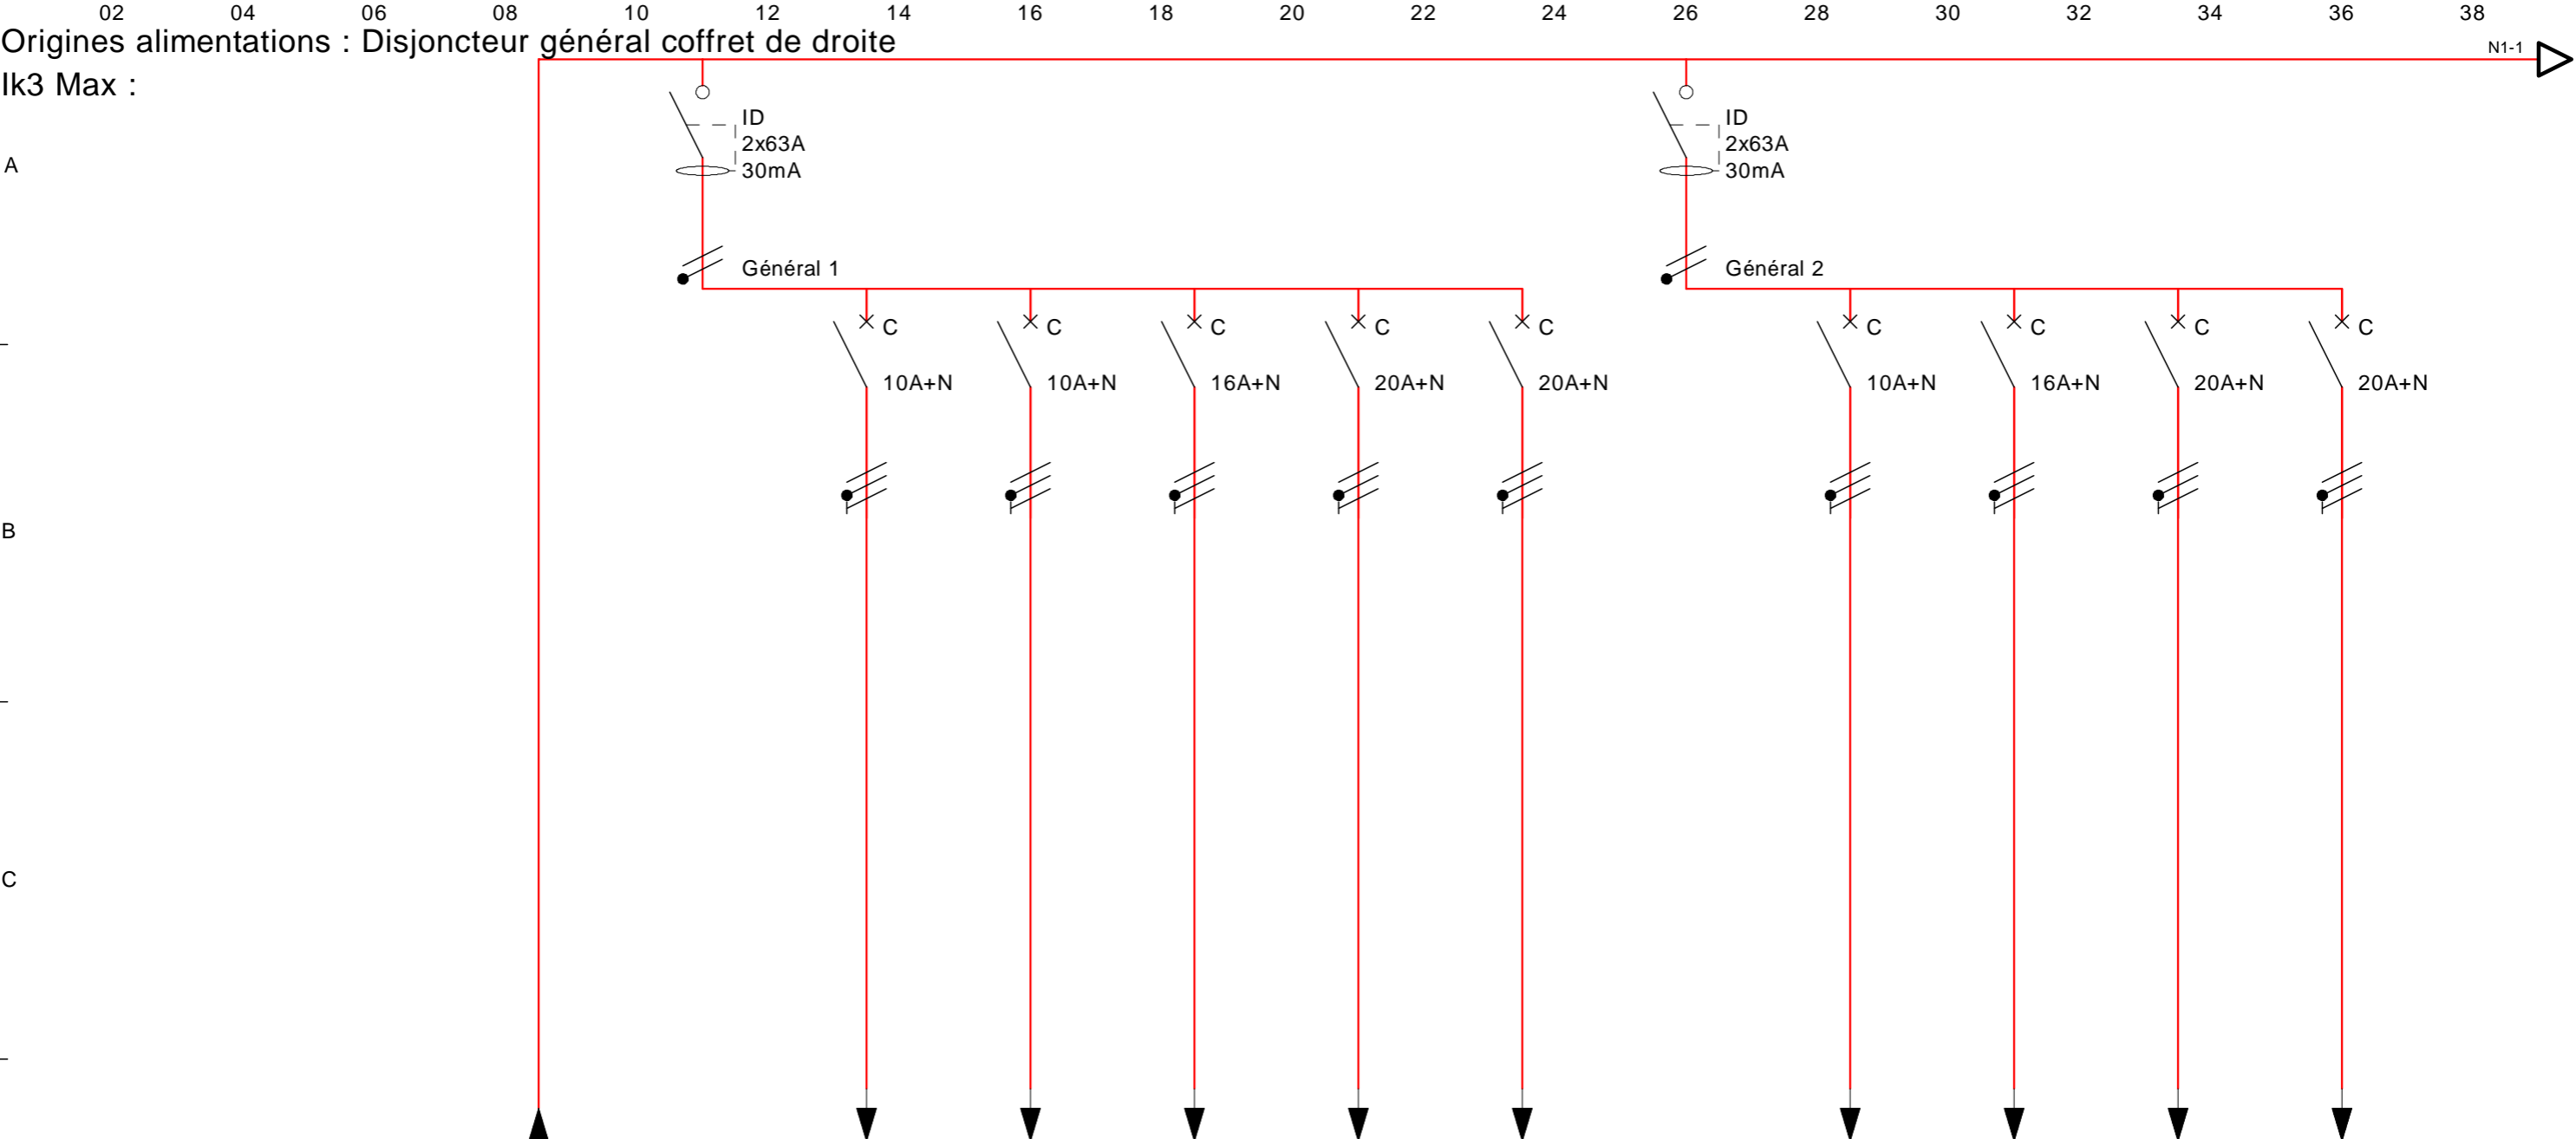 02 04 06 08 10 12 14 16 18 20 22 24 26 28 30 32 34 36 38
Origines alimentations : Disjoncteur général coffret de droite
N1-1
Ik3 Max :
ID
2x63A
30mA
ID
2x63A
30mA
A
Général 1
Général 2
C C C C C C C C C
10A+N 10A+N 16A+N 20A+N 20A+N 10A+N 16A+N 20A+N 20A+N
B
C